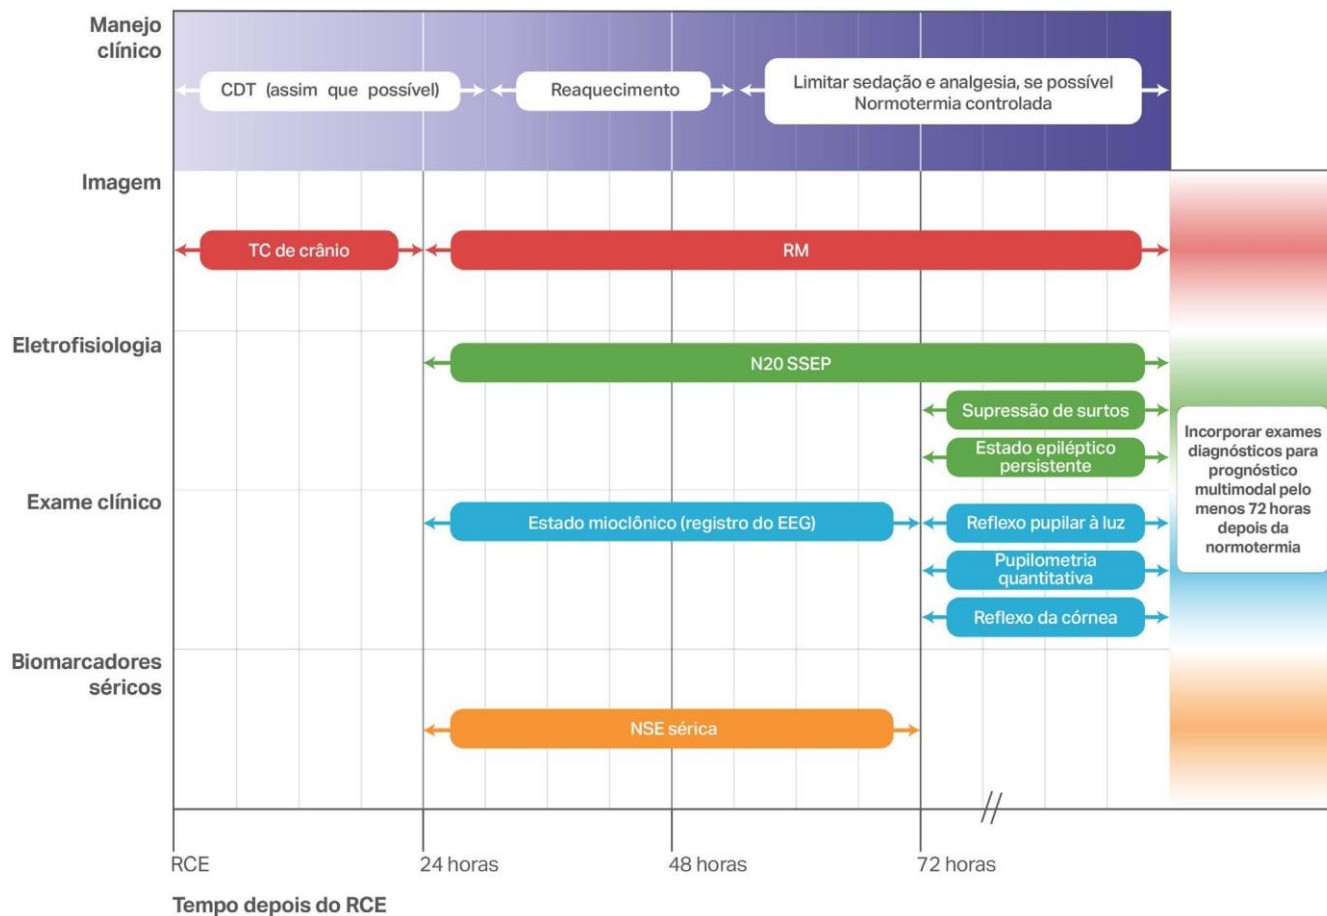 Manejo
clínico
CDT (assim que possível)
Reaquecimento
Limitar sedação e analgesia, se possível
Normotermia controlada
Imagem
TC de crânio
RM
Eletrofisiologia
N20 SSEP
Supressão de surtos
Estado epiléptico
persistente
Exame clínico
Estado mioclônico (registro do EEG)
Reflexo pupilar à luz
Pupilometria
quantitativa
Reflexo da córnea
Incorporar exames
diagnósticos para
prognóstico
multimodal pelo
menos 72 horas
depois da
normotermia
Biomarcadores
séricos
NSE sérica
RCE
24 horas
48 horas
72 horas
Tempo depois do RCE